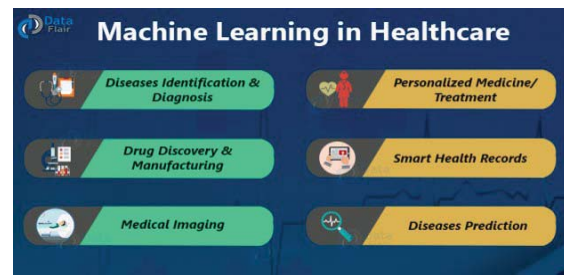 Data
Flair
Machine Learning in Healthcare
Diseases Identification &
Diagnosis
Personalized Medicine/
Treatment
Drug Discovery &
Manufacturing
Smart Health Records
Medical Imaging
Diseases Prediction